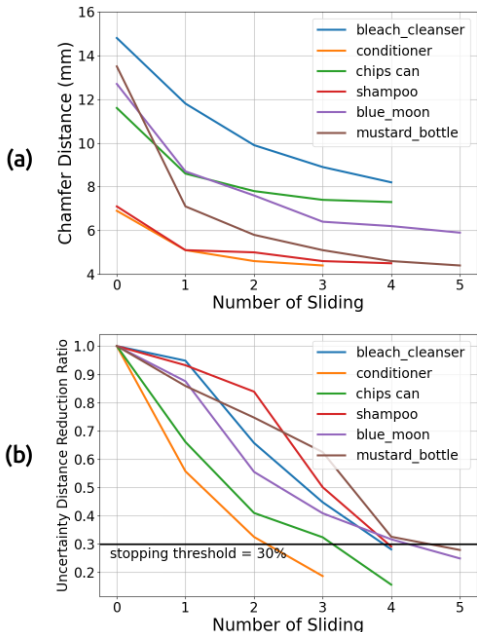 (a)
Chamfer Distance (mm)
16
14
12
10
8
6
4
bleach_cleanser
conditioner
chips can
shampoo
blue_moon
mustard_bottle
0 1 2 3 4 5
Number of Sliding
(b)
Uncertainty Distance Reduction Ratio
1.0
0.9
0.8
0.7
0.6
0.5
0.4
0.3
0.2
bleach_cleanser
conditioner
chips can
shampoo
blue_moon
mustard_bottle
stopping threshold = 30%
0 1 2 3 4 5
Number of Sliding